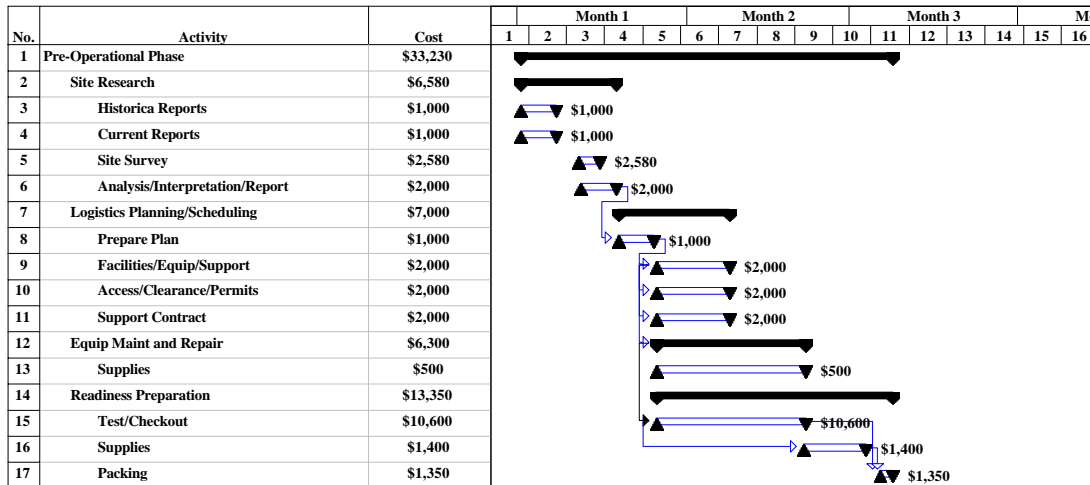 Month 1 Month 2 Month 3 Mo
No. Activity Cost 1 2 3 4 5 6 7 8 9 10 11 12 13 14 15 16
1 Pre-Operational Phase $33,230
2 Site Research $6,580
3 Historica Reports $1,000 $1,000
4 Current Reports $1,000 $1,000
5 Site Survey $2,580 $2,580
6 Analysis/Interpretation/Report $2,000 $2,000
7 Logistics Planning/Scheduling $7,000
8 Prepare Plan $1,000 $1,000
9 Facilities/Equip/Support $2,000 $2,000
10 Access/Clearance/Permits $2,000 $2,000
11 Support Contract $2,000 $2,000
12 Equip Maint and Repair $6,300
13 Supplies $500 $500
14 Readiness Preparation $13,350
15 Test/Checkout $10,600 $10,600
16 Supplies $1,400 $1,400
17 Packing $1,350 $1,350